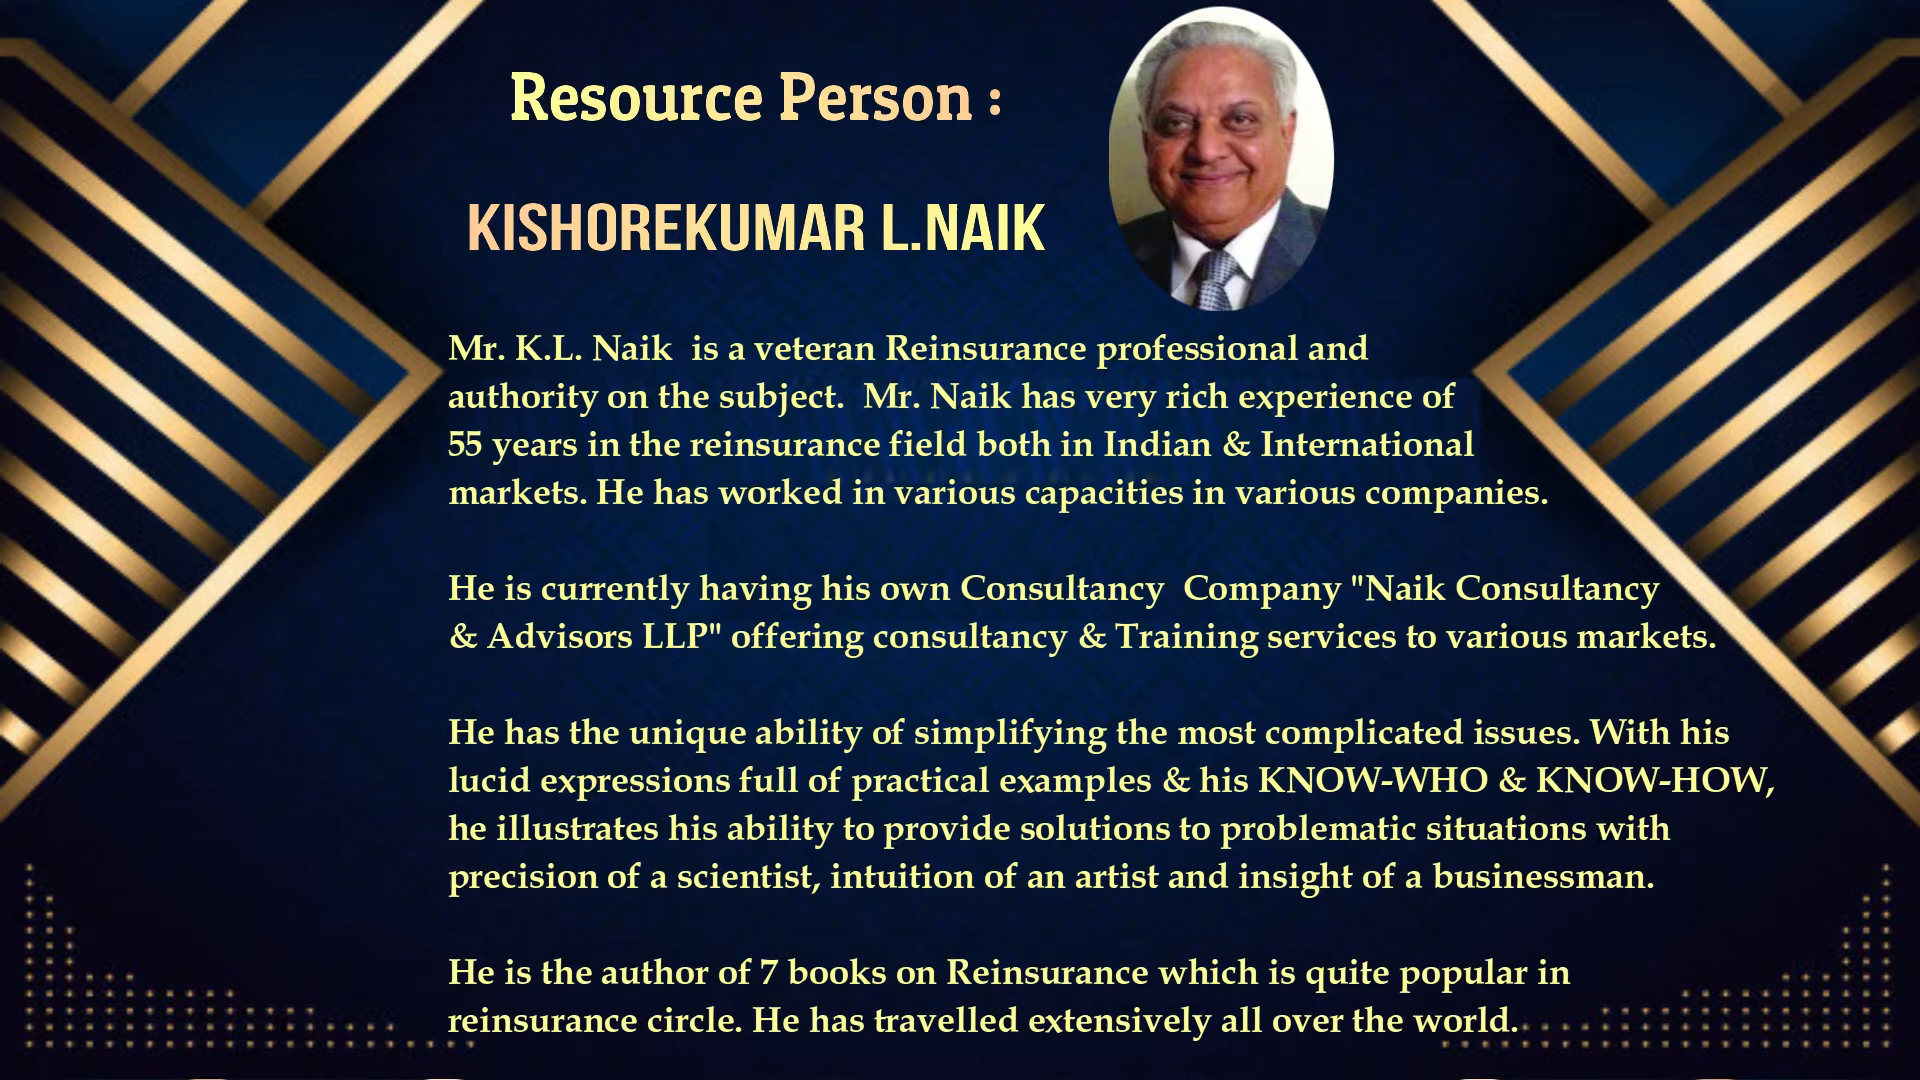 Resource Person :
KISHOREKUMAR L.NAIK
Mr. K.L. Naik  is a veteran Reinsurance professional and
authority on the subject.  Mr. Naik has very rich experience of
55 years in the reinsurance field both in Indian & International
markets. He has worked in various capacities in various companies.
He is currently having his own Consultancy  Company "Naik Consultancy
& Advisors LLP" offering consultancy & Training services to various markets.
He has the unique ability of simplifying the most complicated issues. With his
lucid expressions full of practical examples & his KNOW-WHO & KNOW-HOW,
he illustrates his ability to provide solutions to problematic situations with
precision of a scientist, intuition of an artist and insight of a businessman.
He is the author of 7 books on Reinsurance which is quite popular in
reinsurance circle. He has travelled extensively all over the world.